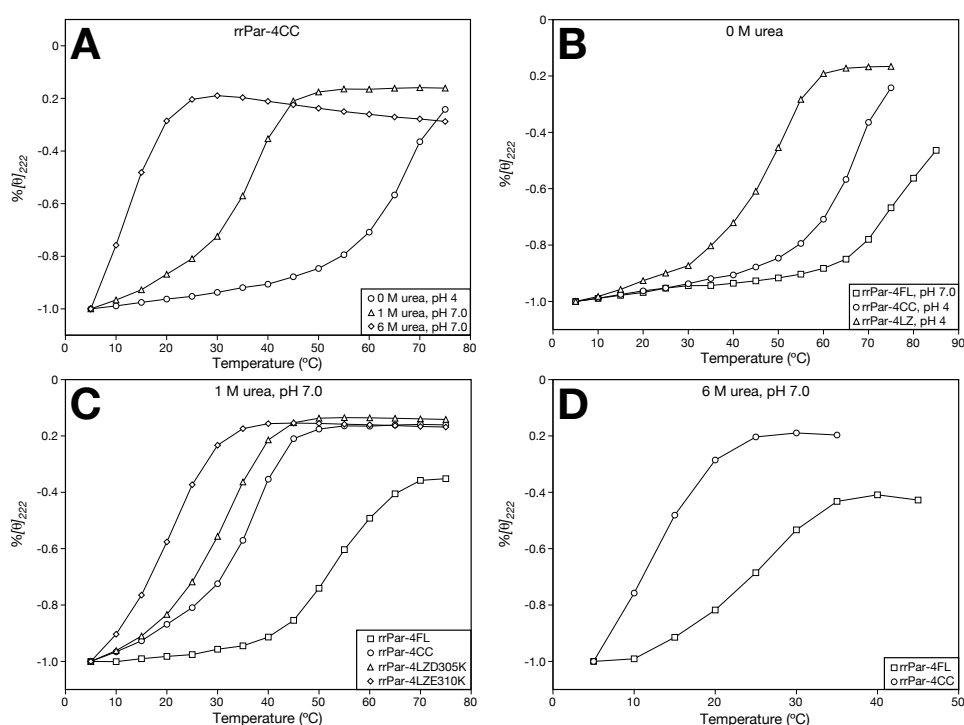 A
rrPar-4CC
0
0.2
-0.4
-0.6
-0.8
-1.0
%[θ]222
0 M urea, pH 4
1 M urea, pH 7.0
6 M urea, pH 7.0
0 10 20 30 40 50 60 70 80
Temperature (ºC)
B
0 M urea
0
0.2
-0.4
-0.6
-0.8
-1.0
%[θ]222
rrPar-4FL, pH 7.0
rrPar-4CC, pH 4
rrPar-4LZ, pH 4
0 10 20 30 40 50 60 70 80 90
Temperature (ºC)
C
1 M urea, pH 7.0
0
0.2
-0.4
-0.6
-0.8
-1.0
%[θ]222
rrPar-4FL
rrPar-4CC
rrPar-4LZD305K
rrPar-4LZE310K
0 10 20 30 40 50 60 70 80
Temperature (ºC)
D
6 M urea, pH 7.0
0
0.2
-0.4
-0.6
-0.8
-1.0
%[θ]222
rrPar-4FL
rrPar-4CC
0 10 20 30 40 50
Temperature (ºC)